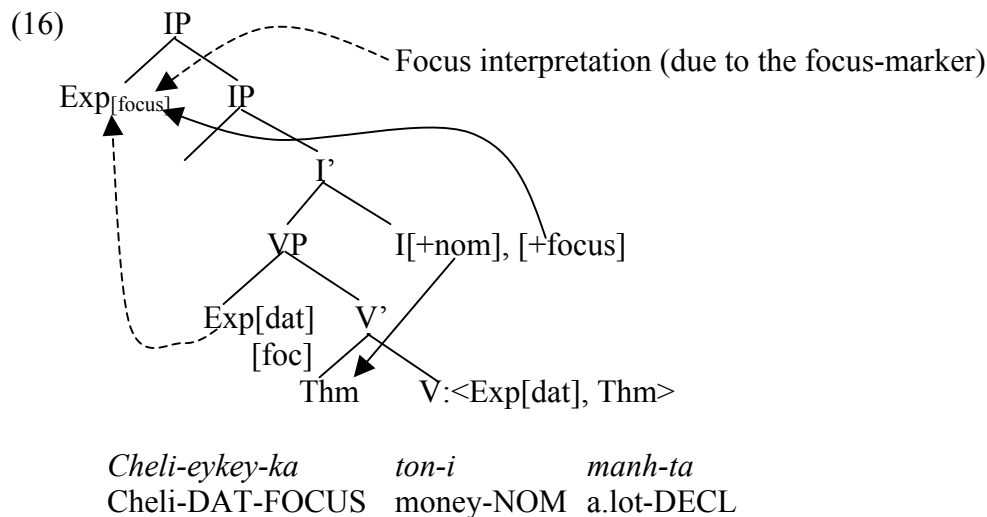 (16) IP
Focus interpretation (due to the focus-marker)
Exp[focus] IP
I’
VP I[+nom], [+focus]
Exp[dat] V’
[foc]
Thm V:<Exp[dat], Thm>
Cheli-eykey-ka ton-i manh-ta
Cheli-DAT-FOCUS money-NOM a.lot-DECL